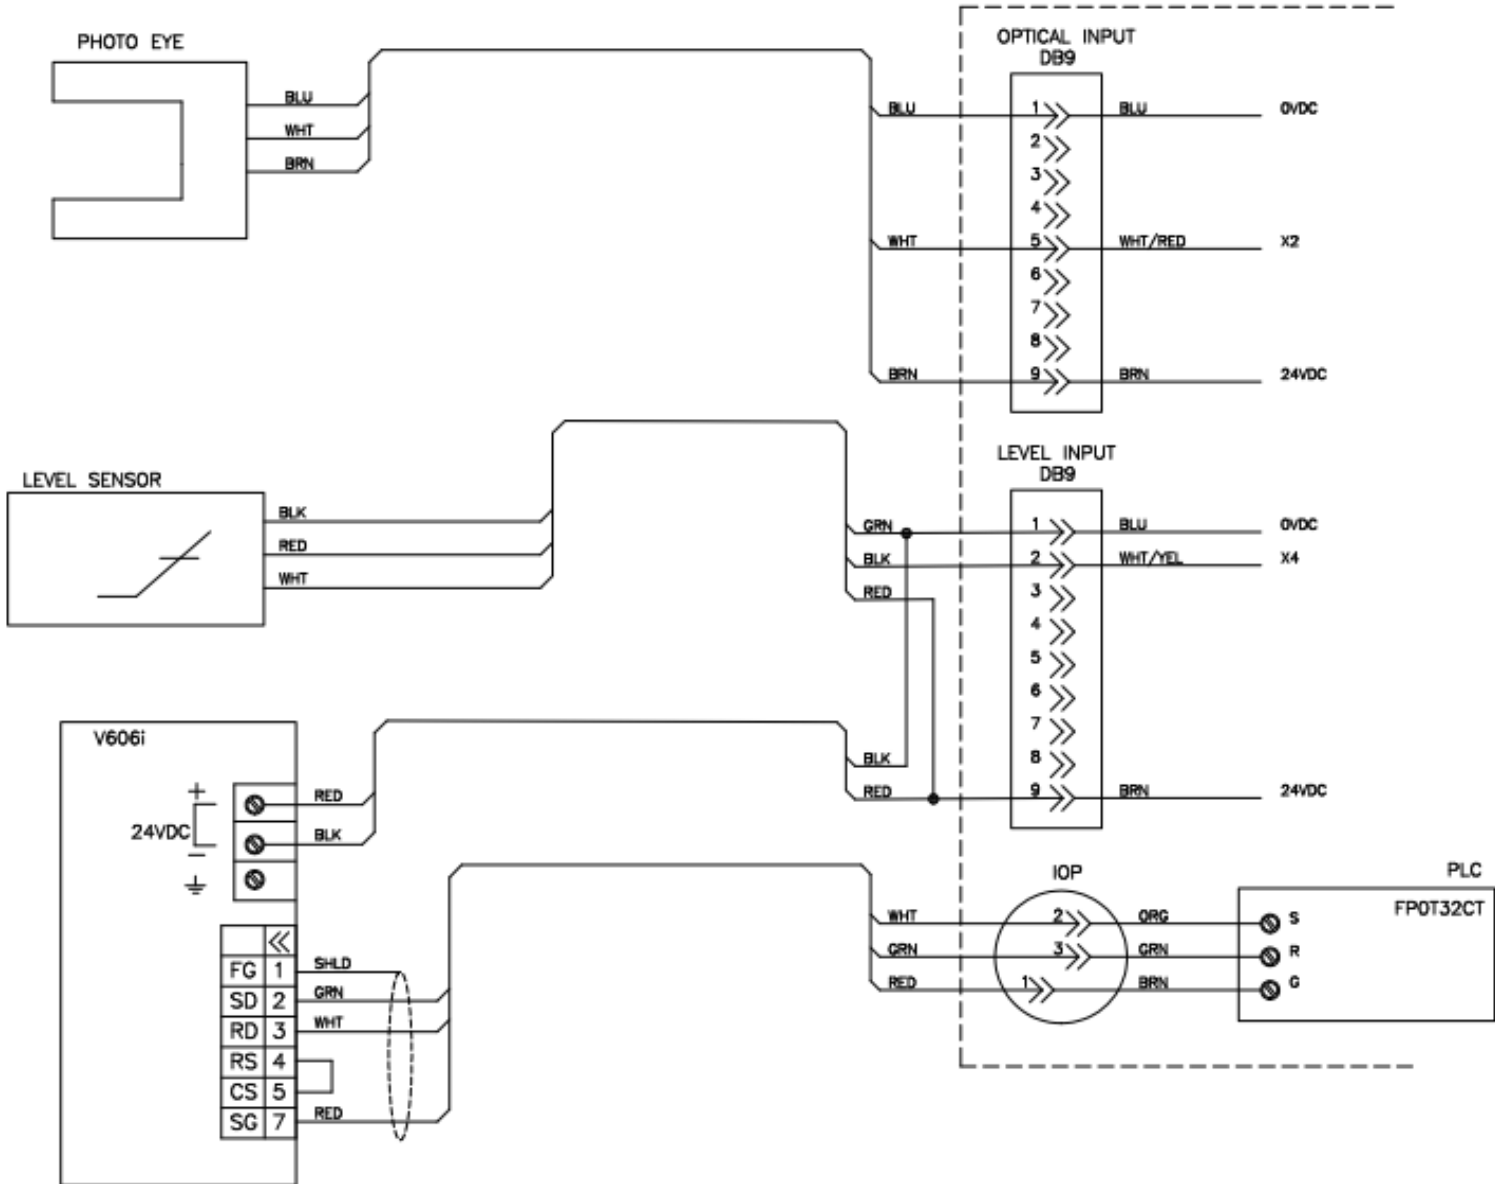 PHOTO EYE
BLU
WHT
BRN
OPTICAL INPUT
DB9
BLU 1 BLU 0VDC
2
3
4
WHT 5 WHT/RED X2
6
7
8
BRN 9 BRN 24VDC
LEVEL SENSOR
BLK
RED
WHT
LEVEL INPUT
DB9
GRN 1 BLU 0VDC
BLK 2 WHT/YEL X4
RED 3
4
5
6
7
BLK 8
RED 9 BRN 24VDC
V606i
+ RED
24VDC
− BLK
FG 1 SHLD
SD 2 GRN
RD 3 WHT
RS 4
CS 5
SG 7 RED
IOP
PLC
FP0T32CT
WHT 2 ORG S
GRN 3 GRN R
RED 1 BRN G